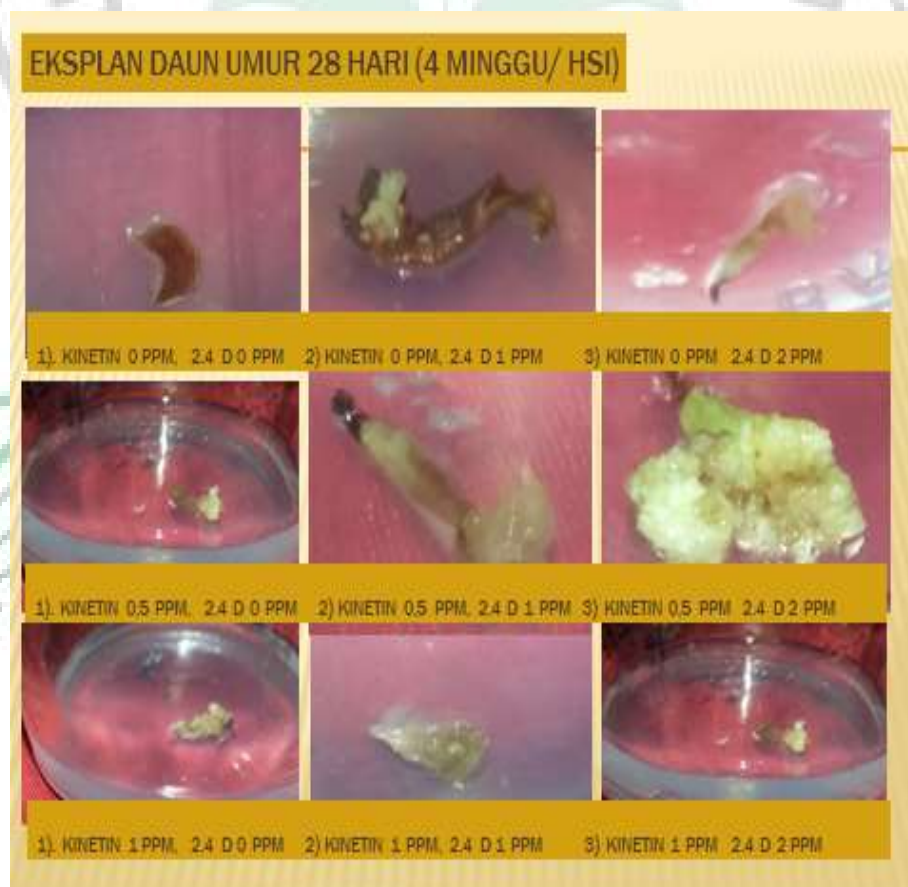 EKSPLAN DAUN UMUR 28 HARI (4 MINGGU/ HSI)
1). KINETIN 0 PPM, 2.4 D 0 PPM 2) KINETIN 0 PPM, 2.4 D 1 PPM 3) KINETIN 0 PPM 2.4 D 2 PPM
1). KINETIN 0,5 PPM, 2.4 D 0 PPM 2) KINETIN 0,5 PPM, 2.4 D 1 PPM 3) KINETIN 0,5 PPM 2.4 D 2 PPM
1). KINETIN 1 PPM, 2.4 D 0 PPM 2) KINETIN 1 PPM, 2.4 D 1 PPM 3) KINETIN 1 PPM 2.4 D 2 PPM